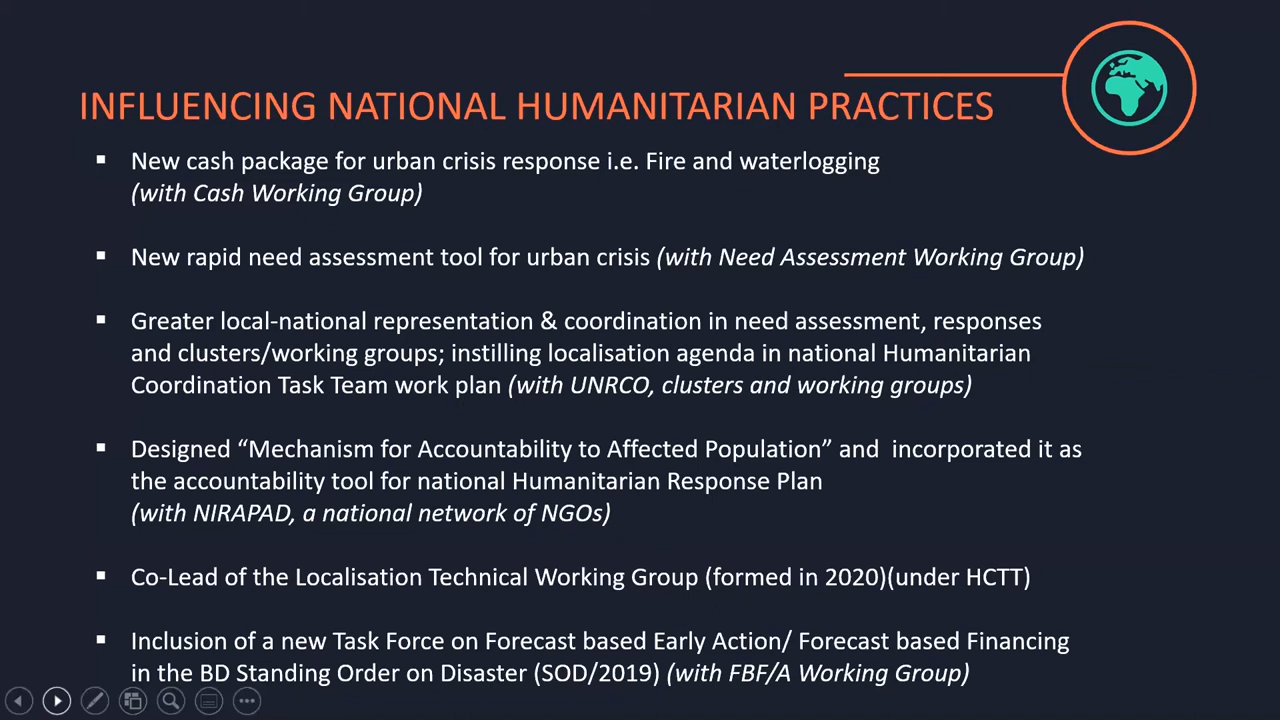 INFLUENCING NATIONAL HUMANITARIAN PRACTICES
▪ New cash package for urban crisis response i.e. Fire and waterlogging
(with Cash Working Group)
▪ New rapid need assessment tool for urban crisis (with Need Assessment Working Group)
▪ Greater local-national representation & coordination in need assessment, responses
and clusters/working groups; instilling localisation agenda in national Humanitarian
Coordination Task Team work plan (with UNRCO, clusters and working groups)
▪ Designed “Mechanism for Accountability to Affected Population” and  incorporated it as
the accountability tool for national Humanitarian Response Plan
(with NIRAPAD, a national network of NGOs)
▪ Co-Lead of the Localisation Technical Working Group (formed in 2020)(under HCTT)
▪ Inclusion of a new Task Force on Forecast based Early Action/ Forecast based Financing
in the BD Standing Order on Disaster (SOD/2019) (with FBF/A Working Group)